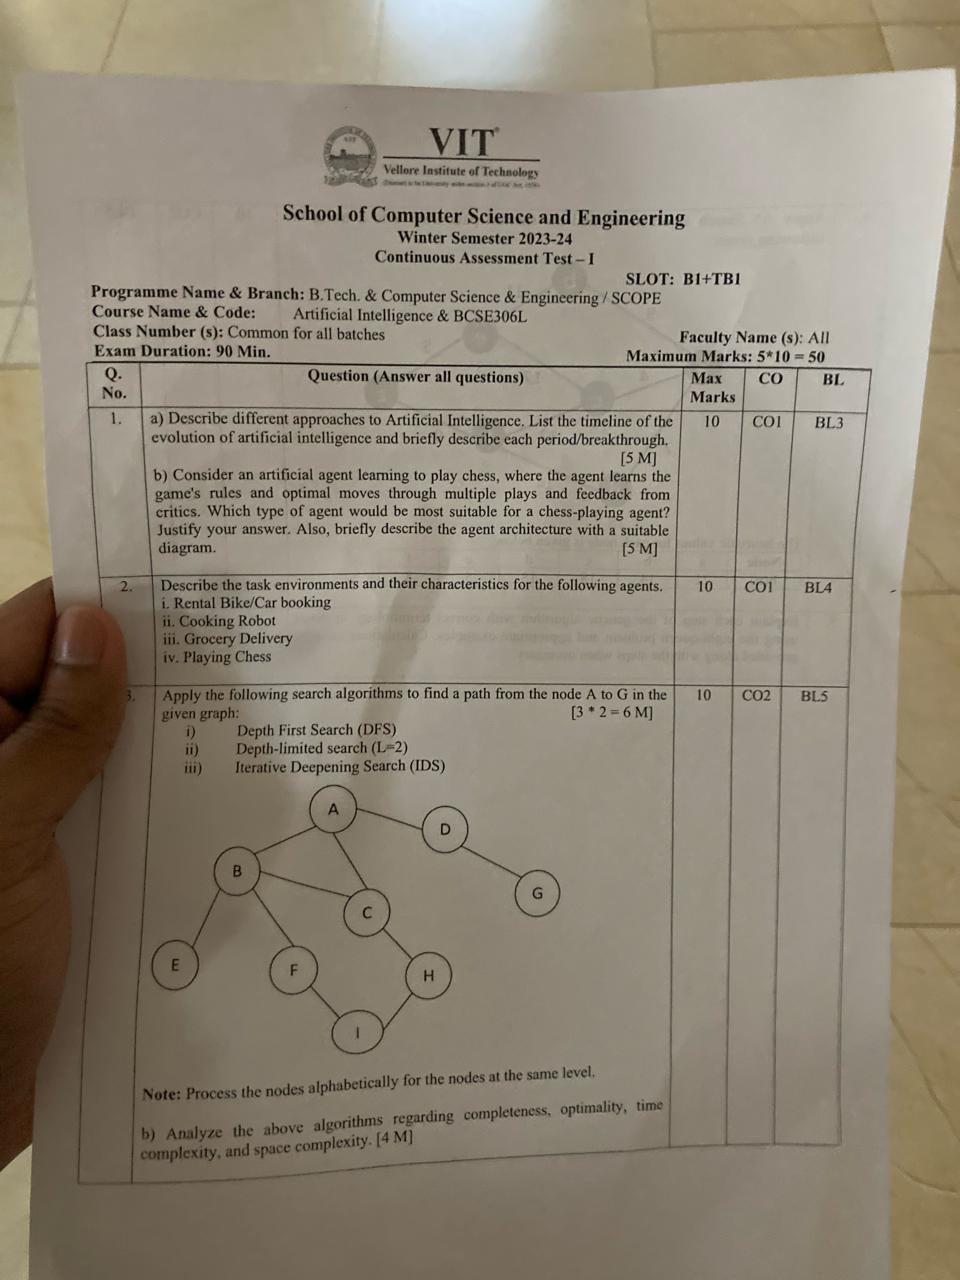 VIT
Vellore Institute of Technology
(Deemed to be University under section 3 of UGC Act, 1956)
School of Computer Science and Engineering
Winter Semester 2023-24
Continuous Assessment Test – I
SLOT: B1+TB1
Programme Name & Branch: B.Tech. & Computer Science & Engineering / SCOPE
Course Name & Code: Artificial Intelligence & BCSE306L
Class Number (s): Common for all batches
Faculty Name (s): All
Exam Duration: 90 Min.
Maximum Marks: 5*10 = 50
Q. No. Question (Answer all questions) Max Marks CO BL
1. a) Describe different approaches to Artificial Intelligence. List the timeline of the 10 CO1 BL3
evolution of artificial intelligence and briefly describe each period/breakthrough.
[5 M]
b) Consider an artificial agent learning to play chess, where the agent learns the
game's rules and optimal moves through multiple plays and feedback from
critics. Which type of agent would be most suitable for a chess-playing agent?
Justify your answer. Also, briefly describe the agent architecture with a suitable
diagram. [5 M]
2. Describe the task environments and their characteristics for the following agents. 10 CO1 BL4
i. Rental Bike/Car booking
ii. Cooking Robot
iii. Grocery Delivery
iv. Playing Chess
3. Apply the following search algorithms to find a path from the node A to G in the 10 CO2 BL5
given graph: [3 * 2 = 6 M]
i) Depth First Search (DFS)
ii) Depth-limited search (L=2)
iii) Iterative Deepening Search (IDS)
A
D
B
G
C
E
F
H
I
Note: Process the nodes alphabetically for the nodes at the same level.
b) Analyze the above algorithms regarding completeness, optimality, time
complexity, and space complexity. [4 M]